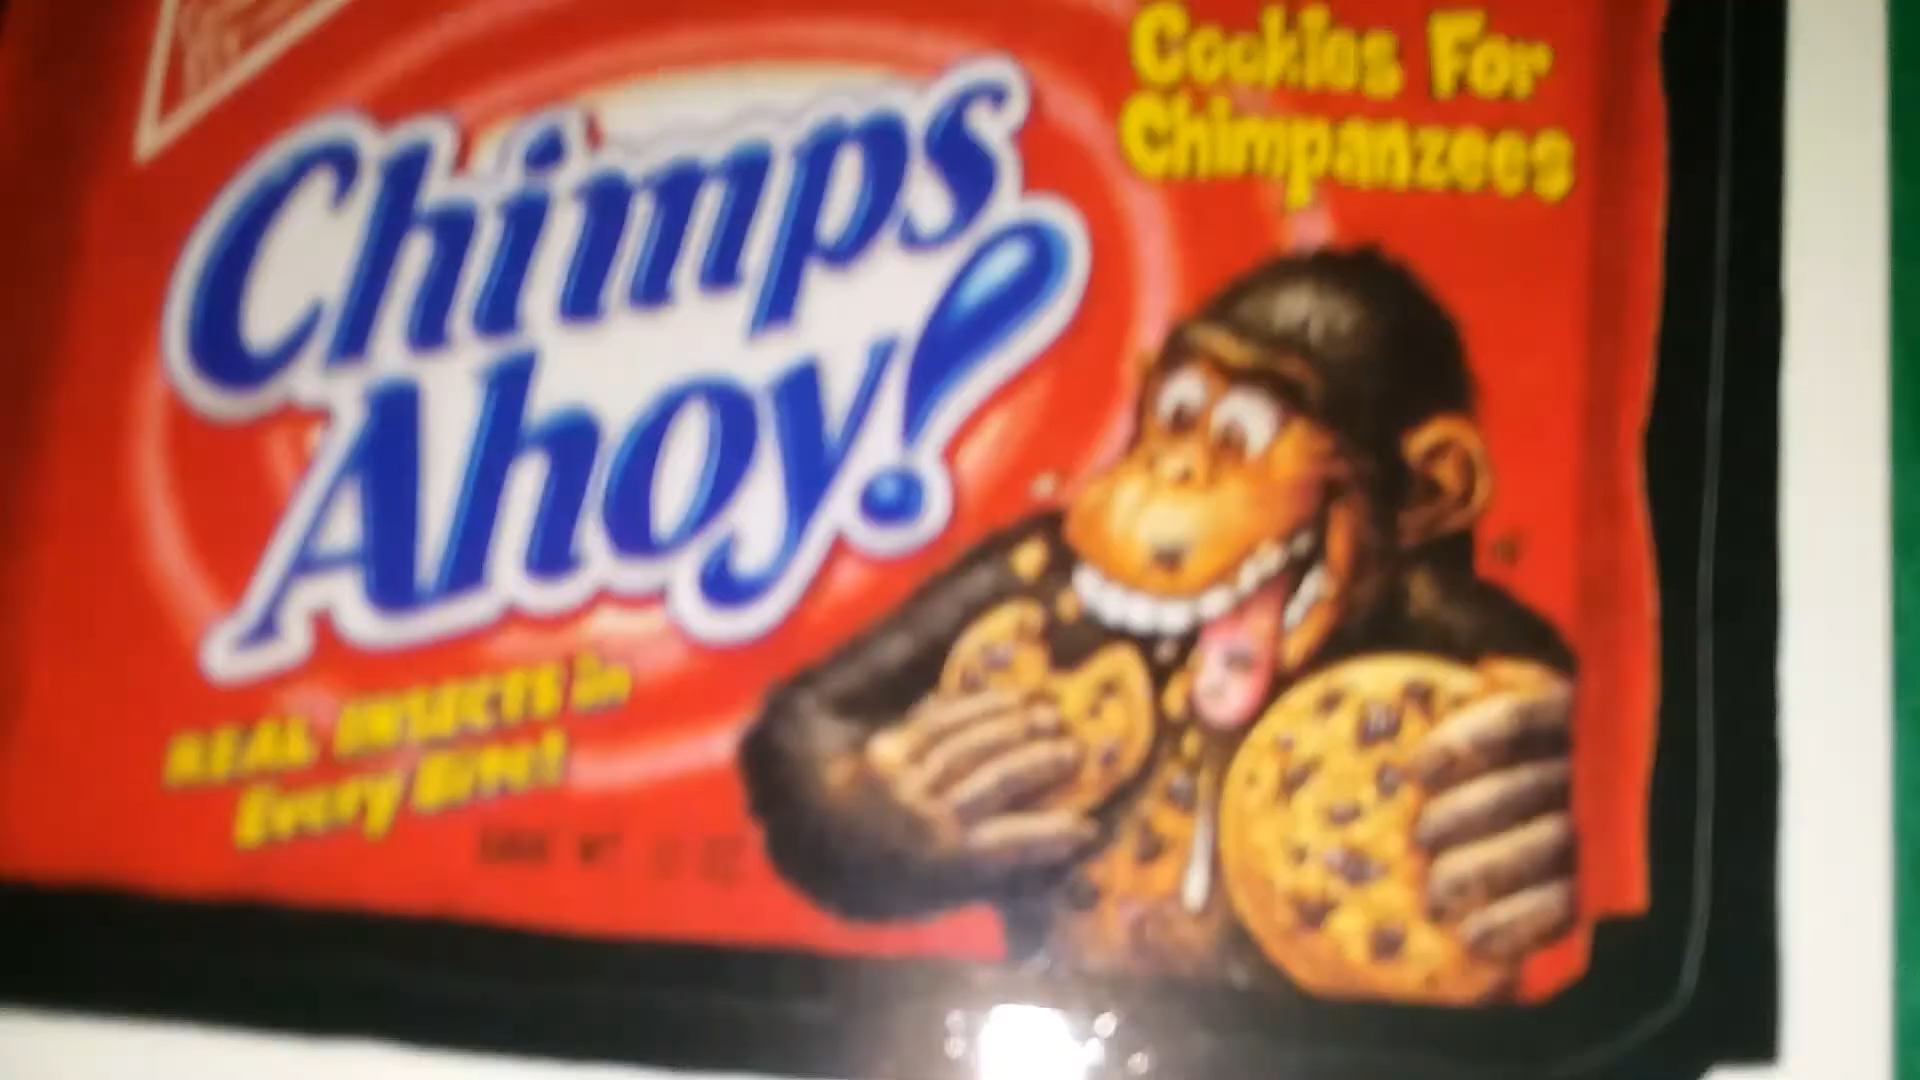 Cookies For
Chimpanzees
Chimps
Ahoy!
REAL INSECTS in
Every Bite!